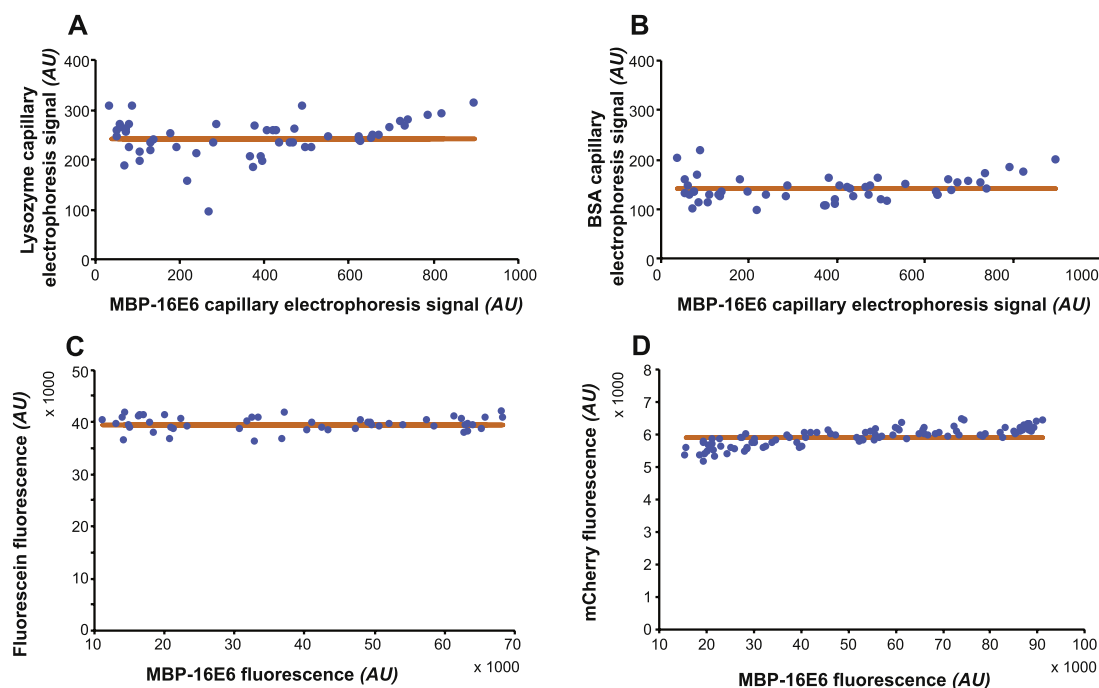 A
Lysozyme capillary
electrophoresis signal (AU)
400
300
200
100
0
0 200 400 600 800 1000
MBP-16E6 capillary electrophoresis signal (AU)
B
BSA capillary
electrophoresis signal (AU)
400
300
200
100
0
0 200 400 600 800 1000
MBP-16E6 capillary electrophoresis signal (AU)
C
Fluorescein fluorescence (AU)
x 1000
50
40
30
20
10
0
10 20 30 40 50 60 70
x 1000
MBP-16E6 fluorescence (AU)
D
mCherry fluorescence (AU)
x 1000
8
7
6
5
4
3
2
1
0
10 20 30 40 50 60 70 80 90 100
x 1000
MBP-16E6 fluorescence (AU)